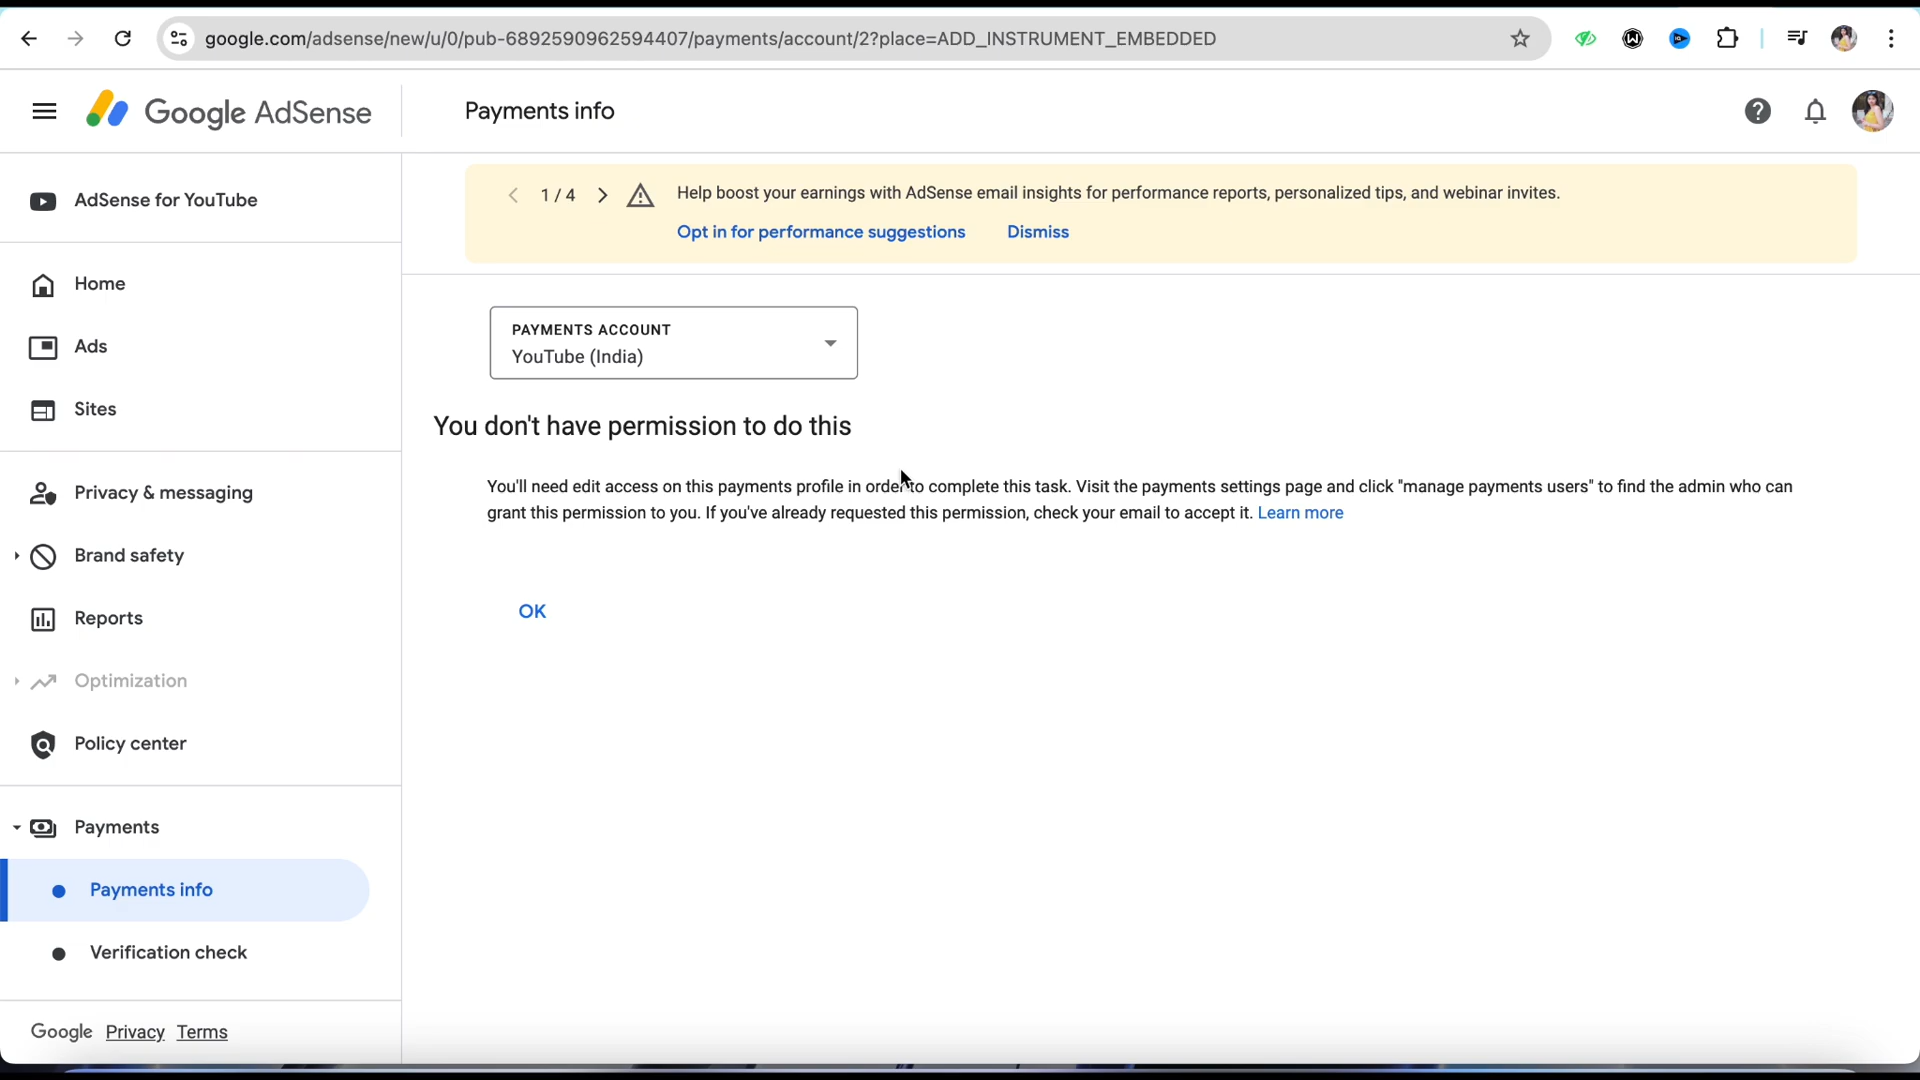 google.com/adsense/new/u/0/pub-6892590962594407/payments/account/2?place=ADD_INSTRUMENT_EMBEDDED
Google AdSense
Payments info
AdSense for YouTube
Home
Ads
Sites
Privacy & messaging
Brand safety
Reports
Optimization
Policy center
Payments
Payments info
Verification check
Google Privacy Terms
1 / 4
Help boost your earnings with AdSense email insights for performance reports, personalized tips, and webinar invites.
Opt in for performance suggestions Dismiss
PAYMENTS ACCOUNT
YouTube (India)
You don't have permission to do this
You'll need edit access on this payments profile in order to complete this task. Visit the payments settings page and click "manage payments users" to find the admin who can
grant this permission to you. If you've already requested this permission, check your email to accept it. Learn more
OK